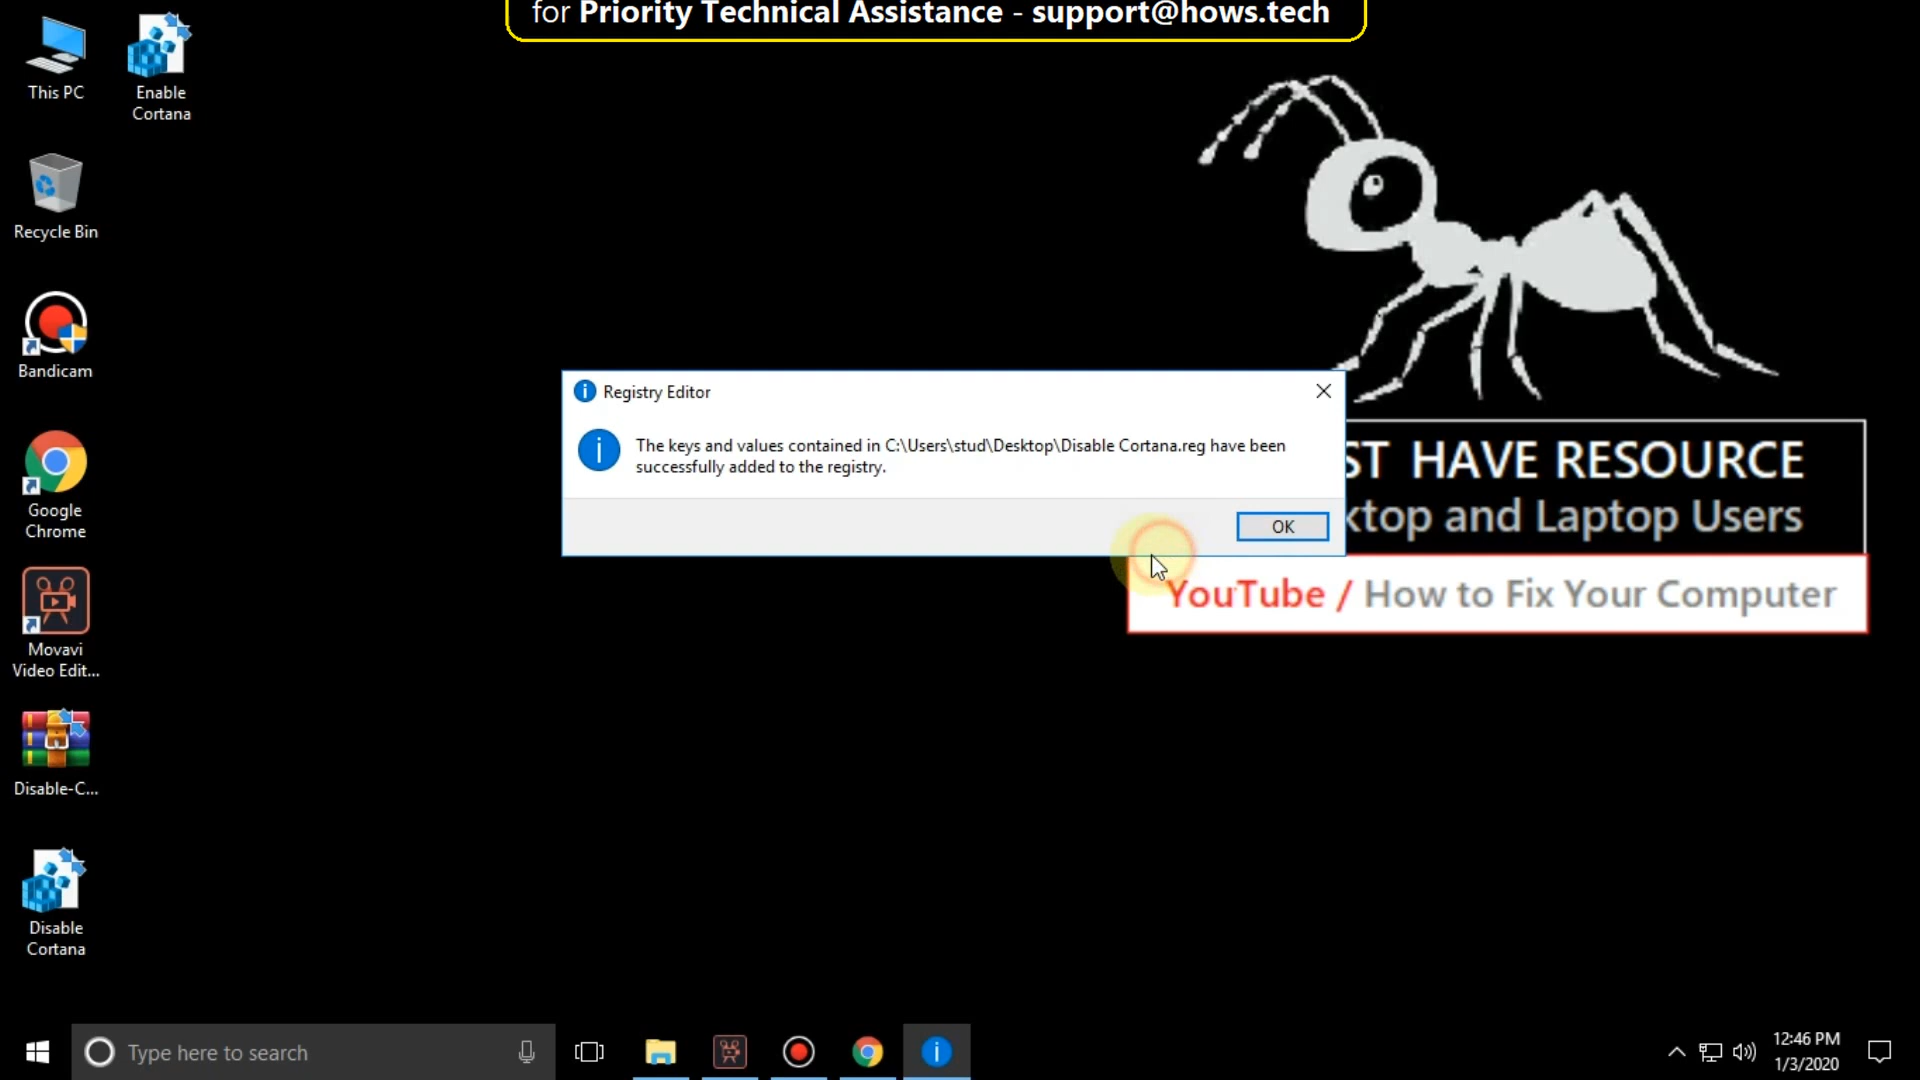 for Priority Technical Assistance - support@hows.tech
This PC
Enable
Cortana
Recycle Bin
Bandicam
Google
Chrome
Movavi
Video Edit...
Disable-C...
Disable
Cortana
Registry Editor
The keys and values contained in C:\Users\stud\Desktop\Disable Cortana.reg have been
successfully added to the registry.
OK
ST HAVE RESOURCE
ktop and Laptop Users
YouTube / How to Fix Your Computer
Type here to search
12:46 PM
1/3/2020